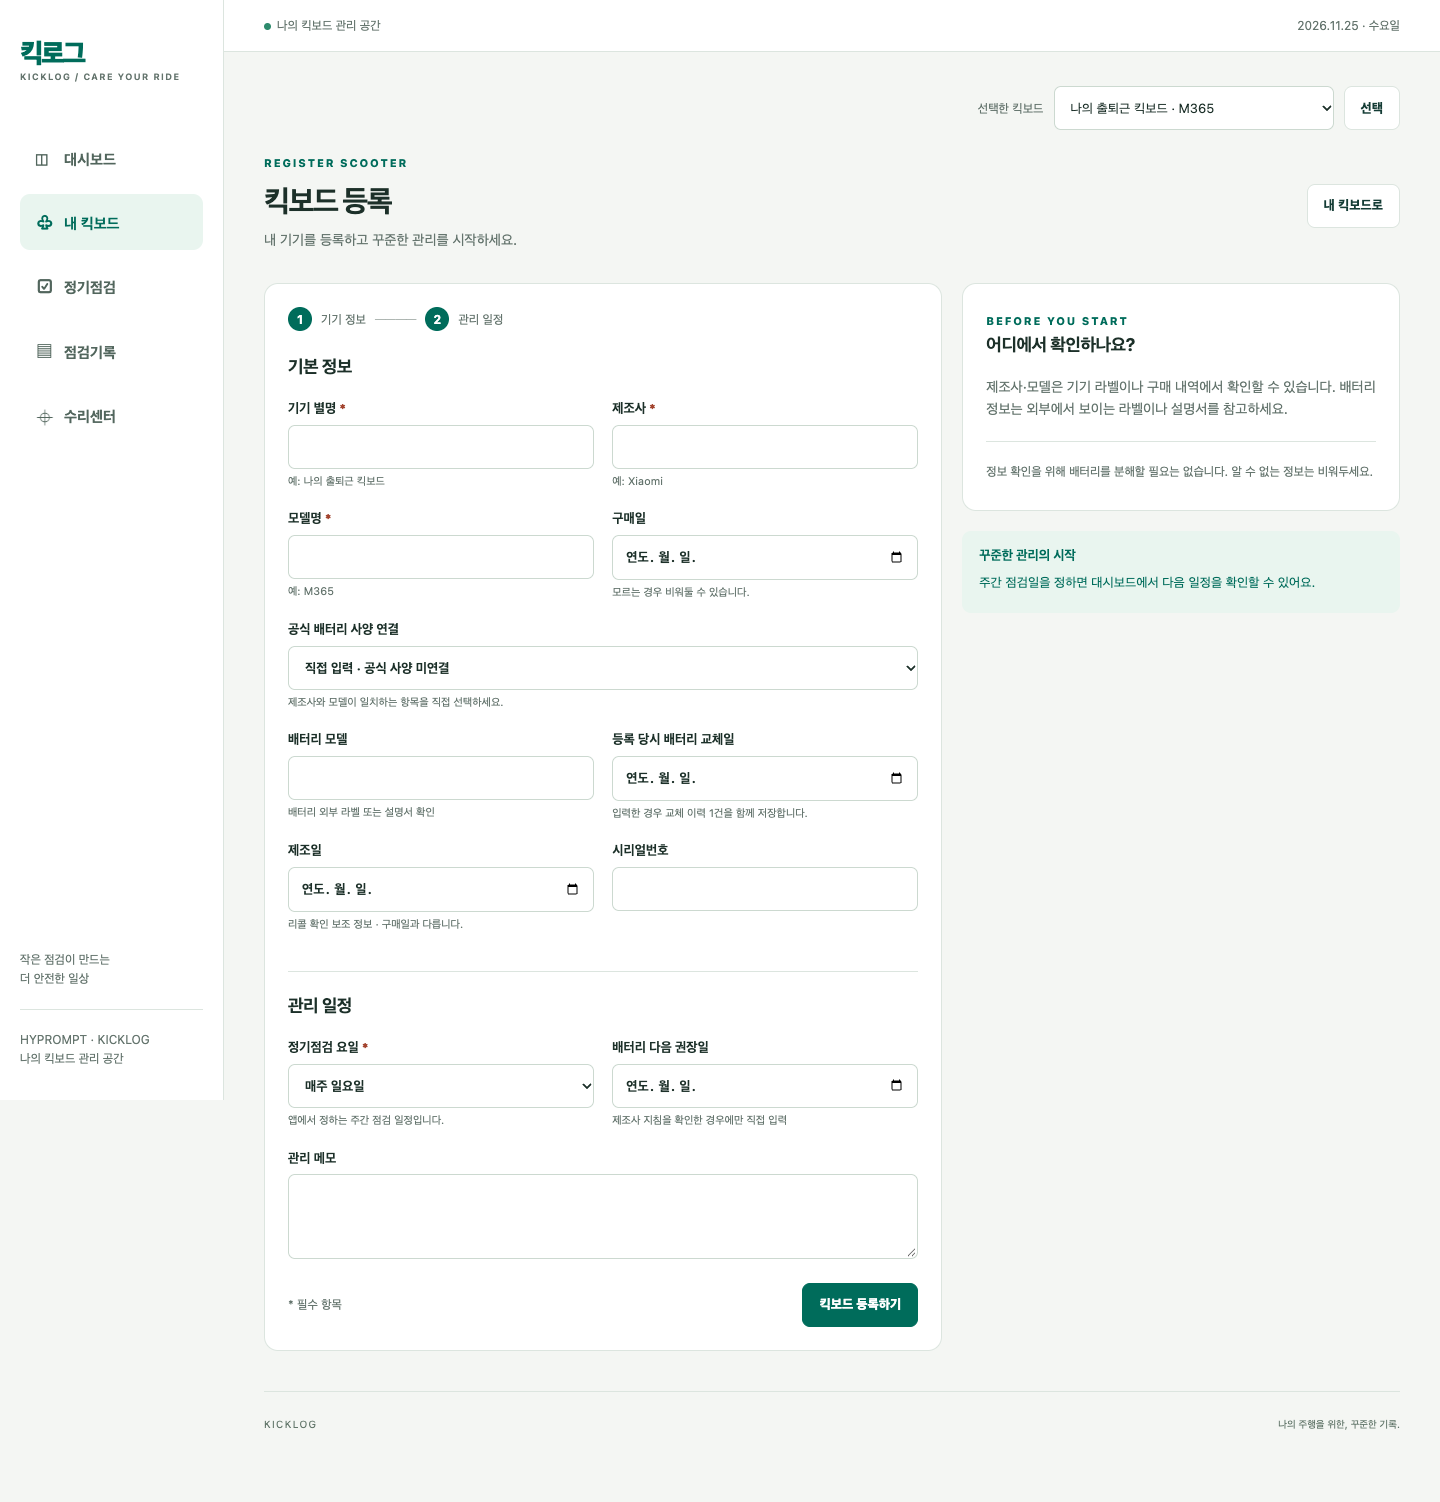 킥로그
KICKLOG / CARE YOUR RIDE
대시보드
내 킥보드
정기점검
점검기록
수리센터
작은 점검이 만드는
더 안전한 일상
HYPROMPT · KICKLOG
나의 킥보드 관리 공간
나의 킥보드 관리 공간
2026.11.25 · 수요일
선택한 킥보드
나의 출퇴근 킥보드 · M365
선택
REGISTER SCOOTER
킥보드 등록
내 기기를 등록하고 꾸준한 관리를 시작하세요.
내 킥보드로
1 기기 정보 2 관리 일정
기본 정보
기기 별명 *
제조사 *
예: 나의 출퇴근 킥보드
예: Xiaomi
모델명 *
구매일
연도. 월. 일.
예: M365
모르는 경우 비워둘 수 있습니다.
공식 배터리 사양 연결
직접 입력 · 공식 사양 미연결
제조사와 모델이 일치하는 항목을 직접 선택하세요.
배터리 모델
등록 당시 배터리 교체일
연도. 월. 일.
배터리 외부 라벨 또는 설명서 확인
입력한 경우 교체 이력 1건을 함께 저장합니다.
제조일
시리얼번호
연도. 월. 일.
리콜 확인 보조 정보 · 구매일과 다릅니다.
관리 일정
정기점검 요일 *
배터리 다음 권장일
매주 일요일
연도. 월. 일.
앱에서 정하는 주간 점검 일정입니다.
제조사 지침을 확인한 경우에만 직접 입력
관리 메모
* 필수 항목
킥보드 등록하기
BEFORE YOU START
어디에서 확인하나요?
제조사·모델은 기기 라벨이나 구매 내역에서 확인할 수 있습니다. 배터리
정보는 외부에서 보이는 라벨이나 설명서를 참고하세요.
정보 확인을 위해 배터리를 분해할 필요는 없습니다. 알 수 없는 정보는 비워두세요.
꾸준한 관리의 시작
주간 점검일을 정하면 대시보드에서 다음 일정을 확인할 수 있어요.
KICKLOG
나의 주행을 위한, 꾸준한 기록.